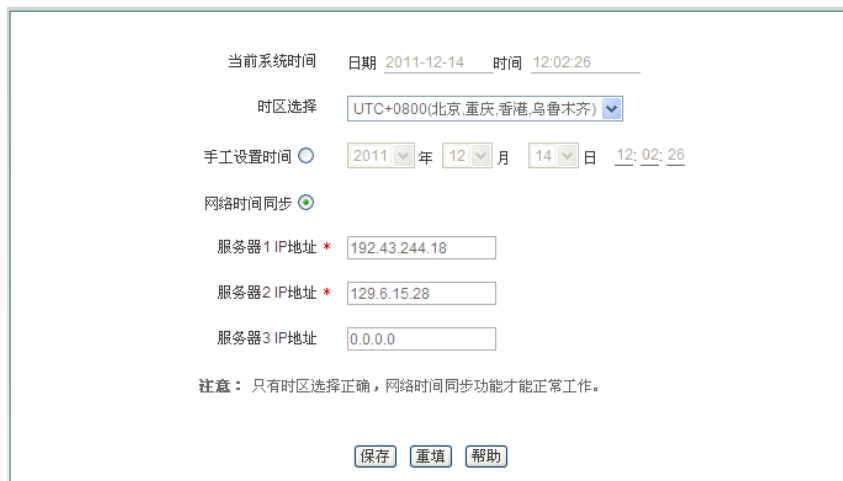 当前系统时间 日期 2011-12-14 时间 12:02:26
时区选择 UTC+0800(北京,重庆,香港,乌鲁木齐)
手工设置时间 2011 年 12 月 14 日 12: 02: 26
网络时间同步
服务器1 IP地址 * 192.43.244.18
服务器2 IP地址 * 129.6.15.28
服务器3 IP地址 0.0.0.0
注意： 只有时区选择正确，网络时间同步功能才能正常工作。
保存 重填 帮助